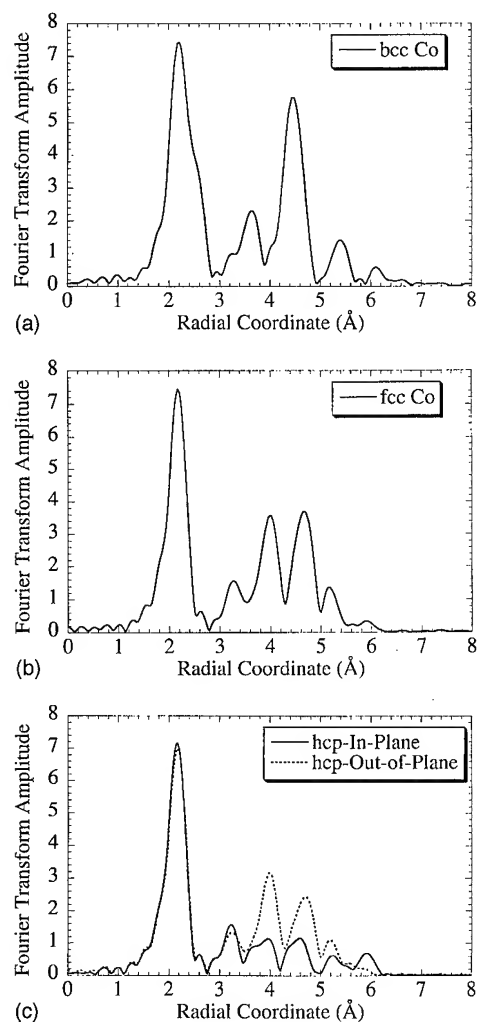 8
7
6
5
4
3
2
1
0
Fourier Transform Amplitude
bcc Co
0 1 2 3 4 5 6 7 8
(a) Radial Coordinate (Å)
8
7
6
5
4
3
2
1
0
Fourier Transform Amplitude
fcc Co
0 1 2 3 4 5 6 7 8
(b) Radial Coordinate (Å)
8
7
6
5
4
3
2
1
0
Fourier Transform Amplitude
hcp-In-Plane
hcp-Out-of-Plane
0 1 2 3 4 5 6 7 8
(c) Radial Coordinate (Å)